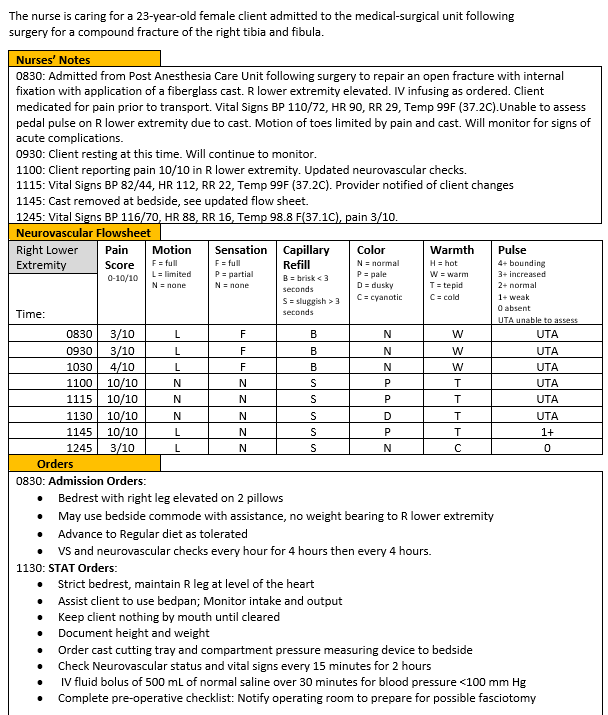 The nurse is caring for a 23-year-old female client admitted to the medical-surgical unit following
surgery for a compound fracture of the right tibia and fibula.
Nurses' Notes
0830: Admitted from Post Anesthesia Care Unit following surgery to repair an open fracture with internal
fixation with application of a fiberglass cast. R lower extremity elevated. IV infusing as ordered. Client
medicated for pain prior to transport. Vital Signs BP 110/72, HR 90, RR 29, Temp 99F (37.2C).Unable to assess
pedal pulse on R lower extremity due to cast. Motion of toes limited by pain and cast. Will monitor for signs of
acute complications.
0930: Client resting at this time. Will continue to monitor.
1100: Client reporting pain 10/10 in R lower extremity. Updated neurovascular checks.
1115: Vital Signs BP 82/44, HR 112, RR 22, Temp 99F (37.2C). Provider notified of client changes
1145: Cast removed at bedside, see updated flow sheet.
1245: Vital Signs BP 116/70, HR 88, RR 16, Temp 98.8 F(37.1C), pain 3/10.
Neurovascular Flowsheet
Right Lower Extremity Time: Pain Score 0-10/10 Motion F = full L = limited N = none Sensation F = full P = partial N = none Capillary Refill B = brisk < 3 seconds S = sluggish > 3 seconds Color N = normal P = pale D = dusky C = cyanotic Warmth H = hot W = warm T = tepid C = cold Pulse 4+ bounding 3+ increased 2+ normal 1+ weak 0 absent UTA unable to assess
0830 3/10 L F B N W UTA
0930 3/10 L F B N W UTA
1030 4/10 L F B N W UTA
1100 10/10 N N S P T UTA
1115 10/10 N N S P T UTA
1130 10/10 N N S D T UTA
1145 10/10 L N S P T 1+
1245 3/10 L N S N C 0
Orders
0830: Admission Orders:
• Bedrest with right leg elevated on 2 pillows
• May use bedside commode with assistance, no weight bearing to R lower extremity
• Advance to Regular diet as tolerated
• VS and neurovascular checks every hour for 4 hours then every 4 hours.
1130: STAT Orders:
• Strict bedrest, maintain R leg at level of the heart
• Assist client to use bedpan; Monitor intake and output
• Keep client nothing by mouth until cleared
• Document height and weight
• Order cast cutting tray and compartment pressure measuring device to bedside
• Check Neurovascular status and vital signs every 15 minutes for 2 hours
• IV fluid bolus of 500 mL of normal saline over 30 minutes for blood pressure <100 mm Hg
• Complete pre-operative checklist: Notify operating room to prepare for possible fasciotomy